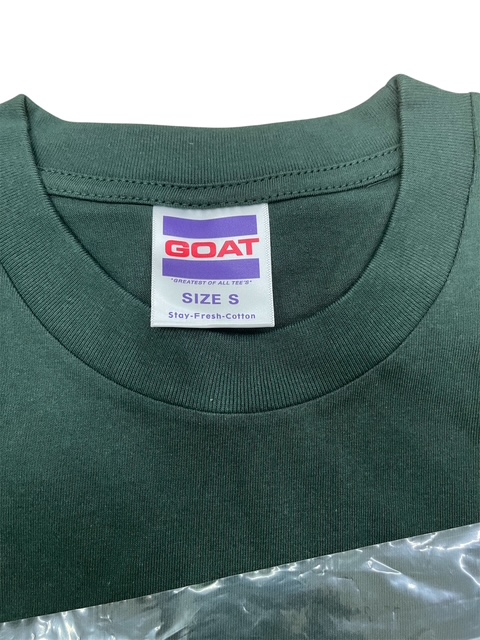 GOAT
"GREATEST OF ALL TEE'S"
SIZE S
Stay-Fresh-Cotton